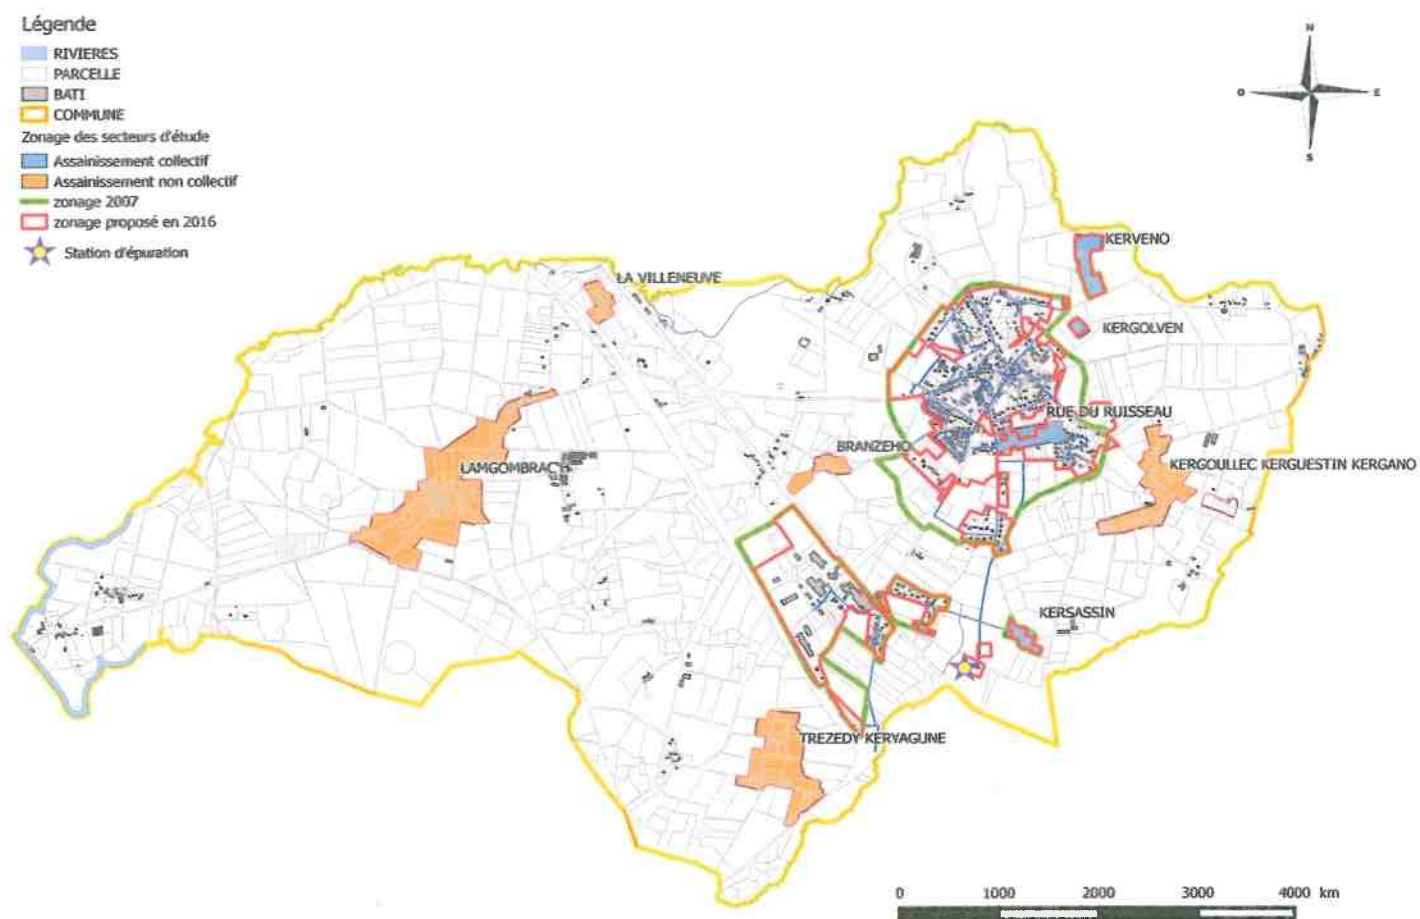 Légende
RIVIERES
PARCELLE
BATI
COMMUNE
Zonage des secteurs d'étude
Assainissement collectif
Assainissement non collectif
zonage 2007
zonage proposé en 2016
Station d'épuration
N
O
E
S
KERVENO
LA VILLENEUVE
KERGOLVEN
RUE DU RUISSEAU
BRANZEHO
LAMGOMBRAC'H
KERGOULLEC KERGUESTIN KERGANO
KERSASSIN
TREZEDY KERYAGUNE
0 1000 2000 3000 4000 km